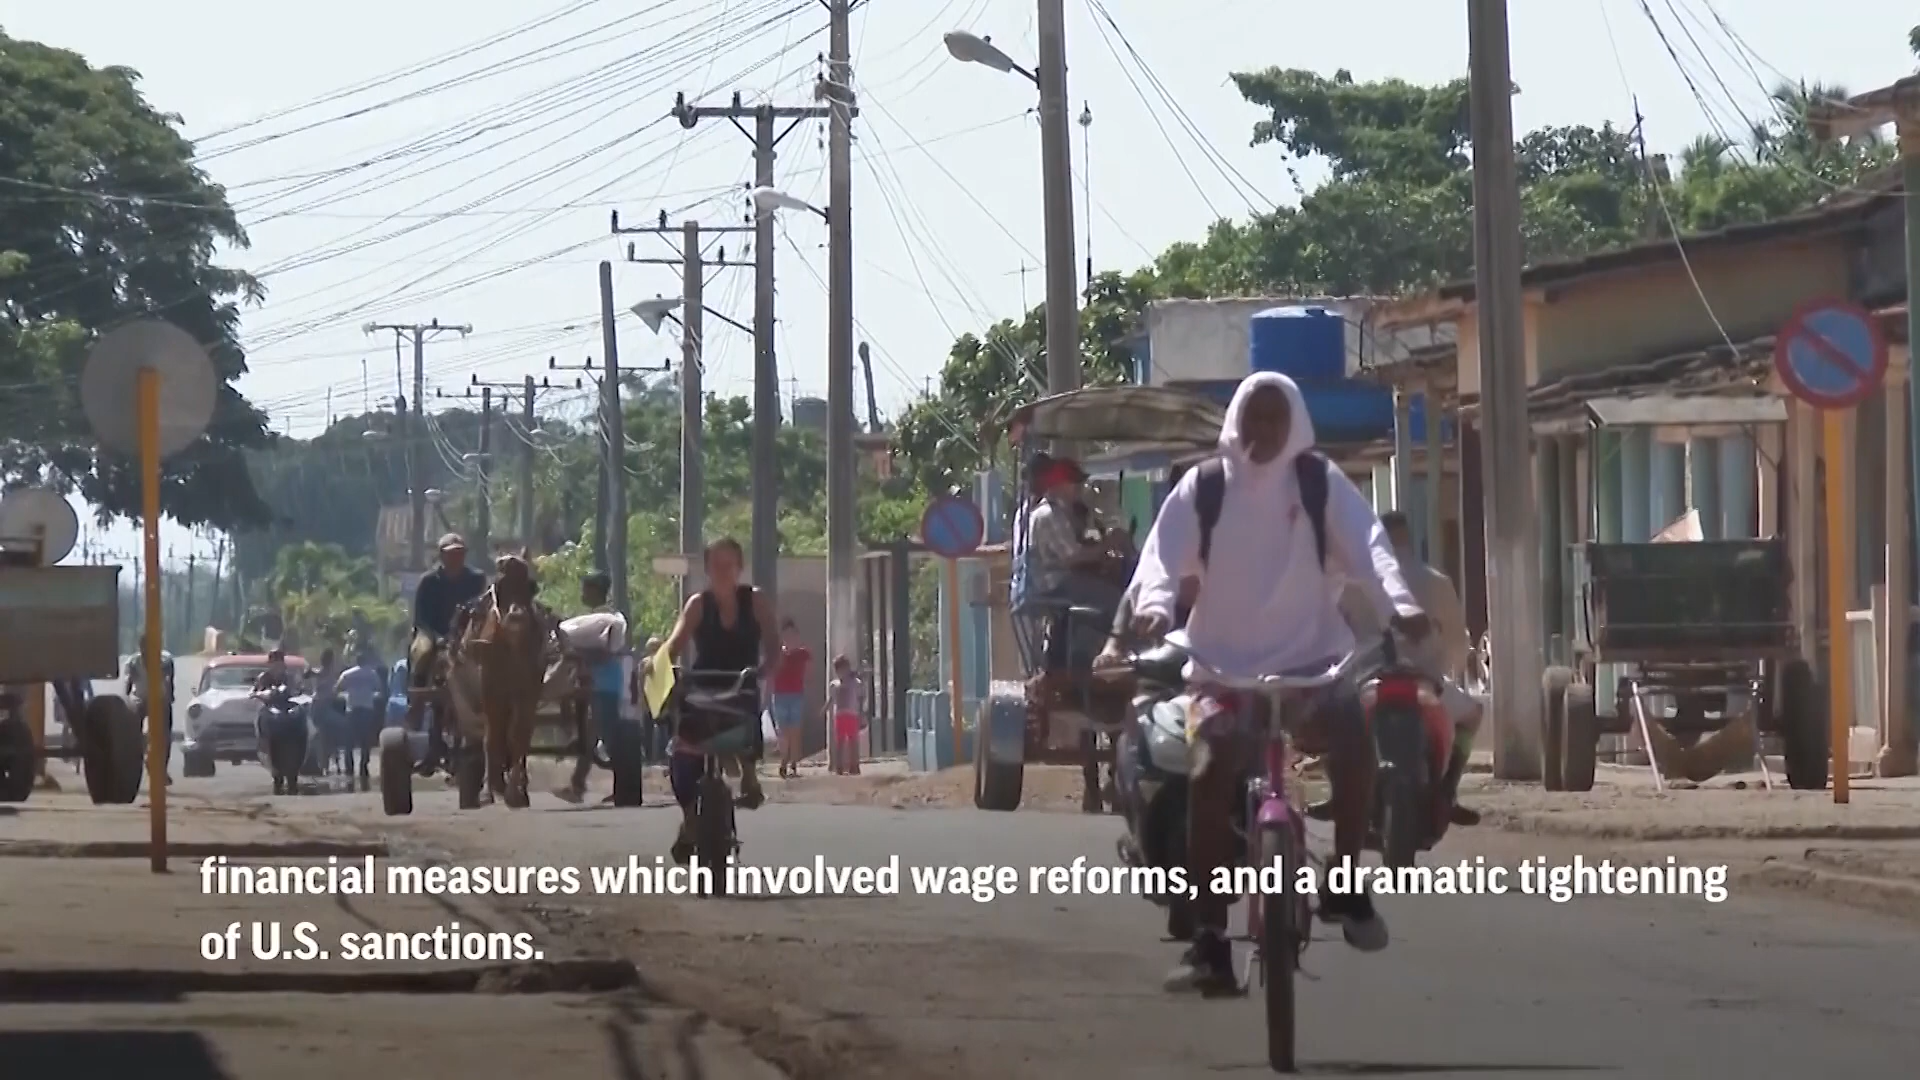 financial measures which involved wage reforms, and a dramatic tightening
of U.S. sanctions.